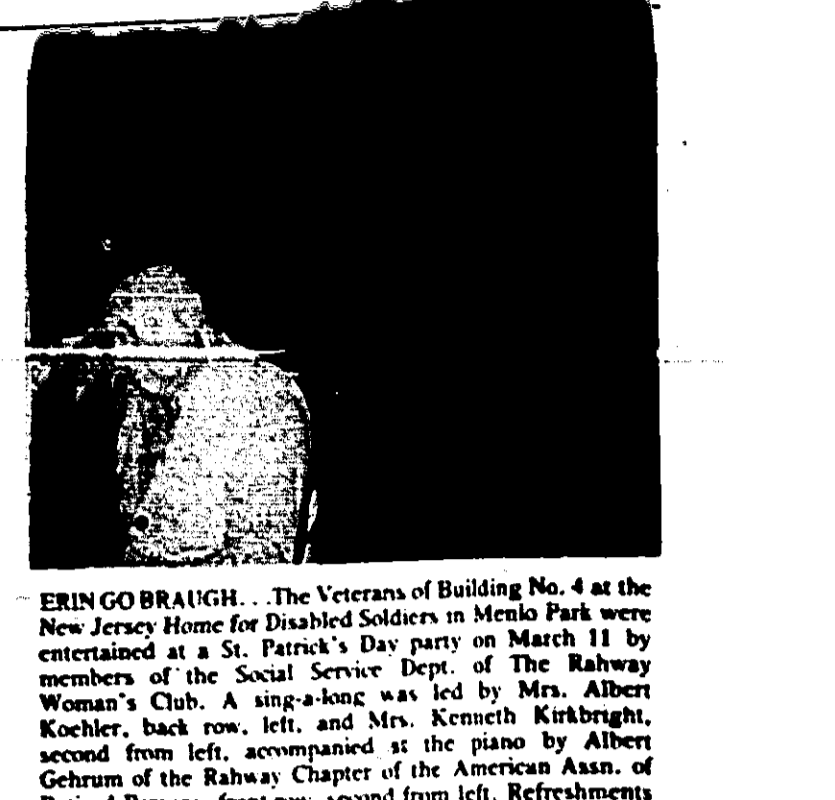 ERIN GO BRAUGH. . .The Veterans of Building No. 4 at the
New Jersey Home for Disabled Soldiers in Menlo Park were
entertained at a St. Patrick's Day party on March 11 by
members of the Social Service Dept. of The Rahway
Woman's Club. A sing-a-long was led by Mrs. Albert
Koehler, back row, left, and Mrs. Kenneth Kirkbright,
second from left, accompanied at the piano by Albert
Gehrum of the Rahway Chapter of the American Assn. of
front row, second from left. Refreshments